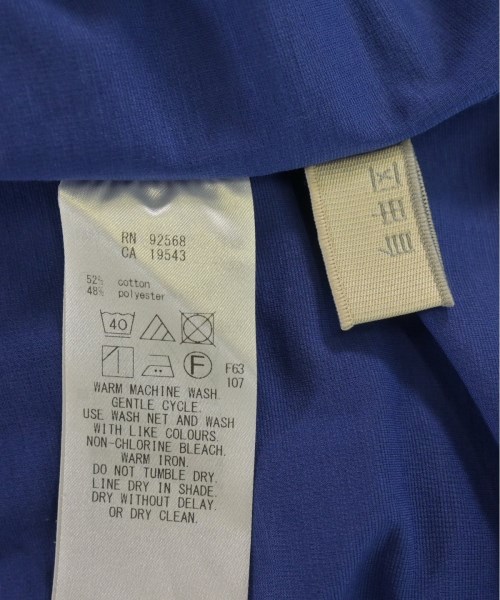 RN 92568
CA 19543
52% cotton
48% polyester
40
F
F63
107
WARM MACHINE WASH.
GENTLE CYCLE.
USE WASH NET AND WASH
WITH LIKE COLOURS.
NON-CHLORINE BLEACH.
WARM IRON.
DO NOT TUMBLE DRY.
LINE DRY IN SHADE.
DRY WITHOUT DELAY.
OR DRY CLEAN.